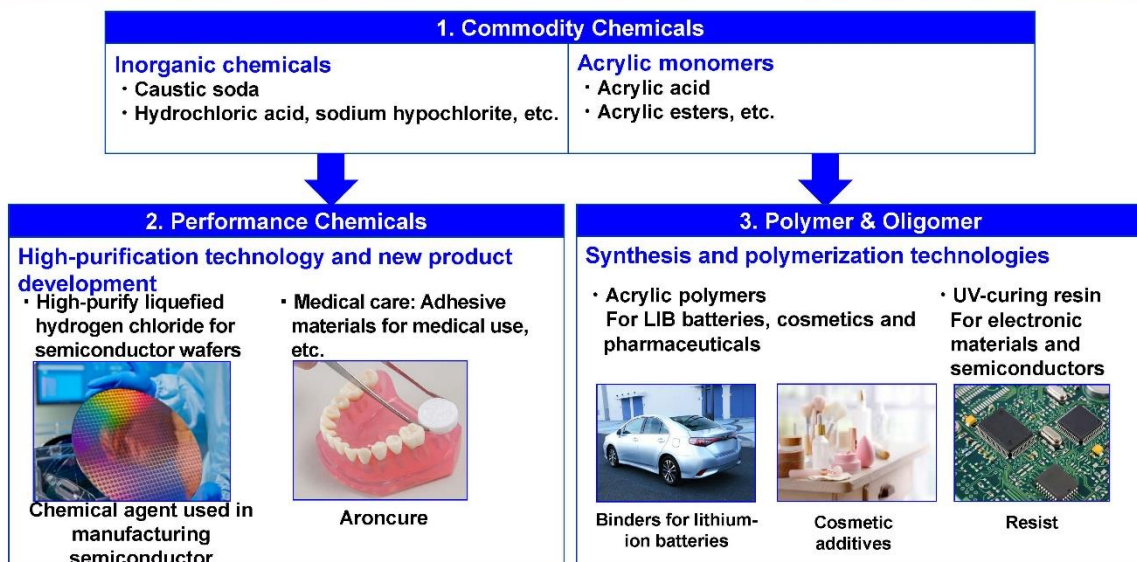 1. Commodity Chemicals
Inorganic chemicals
・Caustic soda
・Hydrochloric acid, sodium hypochlorite, etc.
Acrylic monomers
・Acrylic acid
・Acrylic esters, etc.
2. Performance Chemicals
High-purification technology and new product
development
・High-purify liquefied
hydrogen chloride for
semiconductor wafers
Chemical agent used in
manufacturing
semiconductor
・Medical care: Adhesive
materials for medical use,
etc.
Aroncure
3. Polymer & Oligomer
Synthesis and polymerization technologies
・Acrylic polymers
For LIB batteries, cosmetics and
pharmaceuticals
Binders for lithium-
ion batteries
Cosmetic
additives
・UV-curing resin
For electronic
materials and
semiconductors
Resist